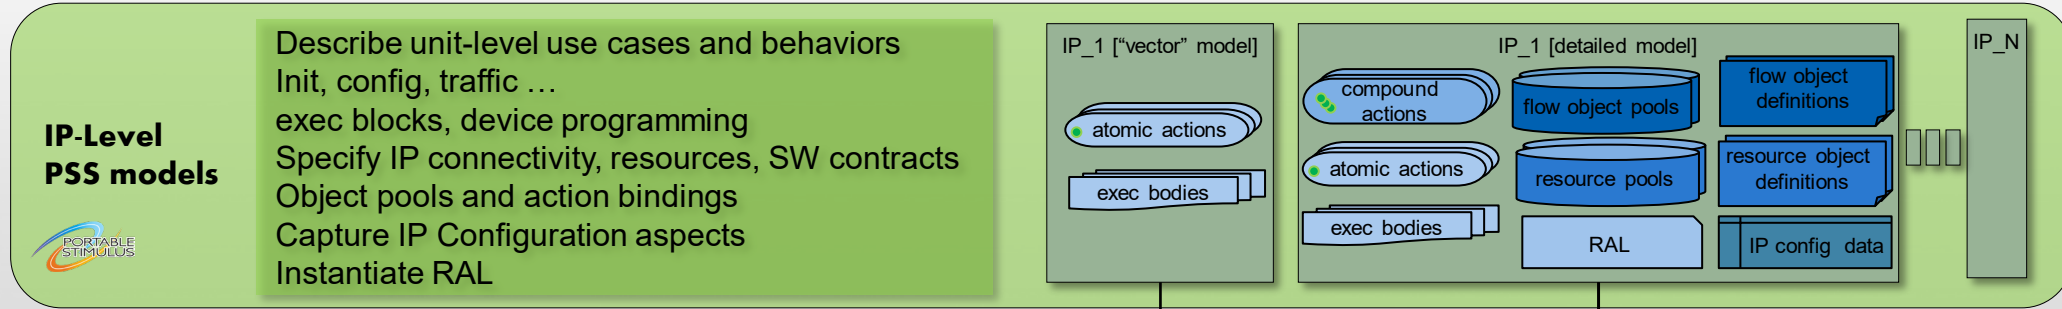 IP-Level
PSS models
PORTABLE
STIMULUS
Describe unit-level use cases and behaviors
Init, config, traffic …
exec blocks, device programming
Specify IP connectivity, resources, SW contracts
Object pools and action bindings
Capture IP Configuration aspects
Instantiate RAL
IP_1 [“vector” model]
atomic actions
exec bodies
IP_1 [detailed model]
compound
actions
atomic actions
exec bodies
flow object pools
resource pools
RAL
flow object
definitions
resource object
definitions
IP config data
IP_N